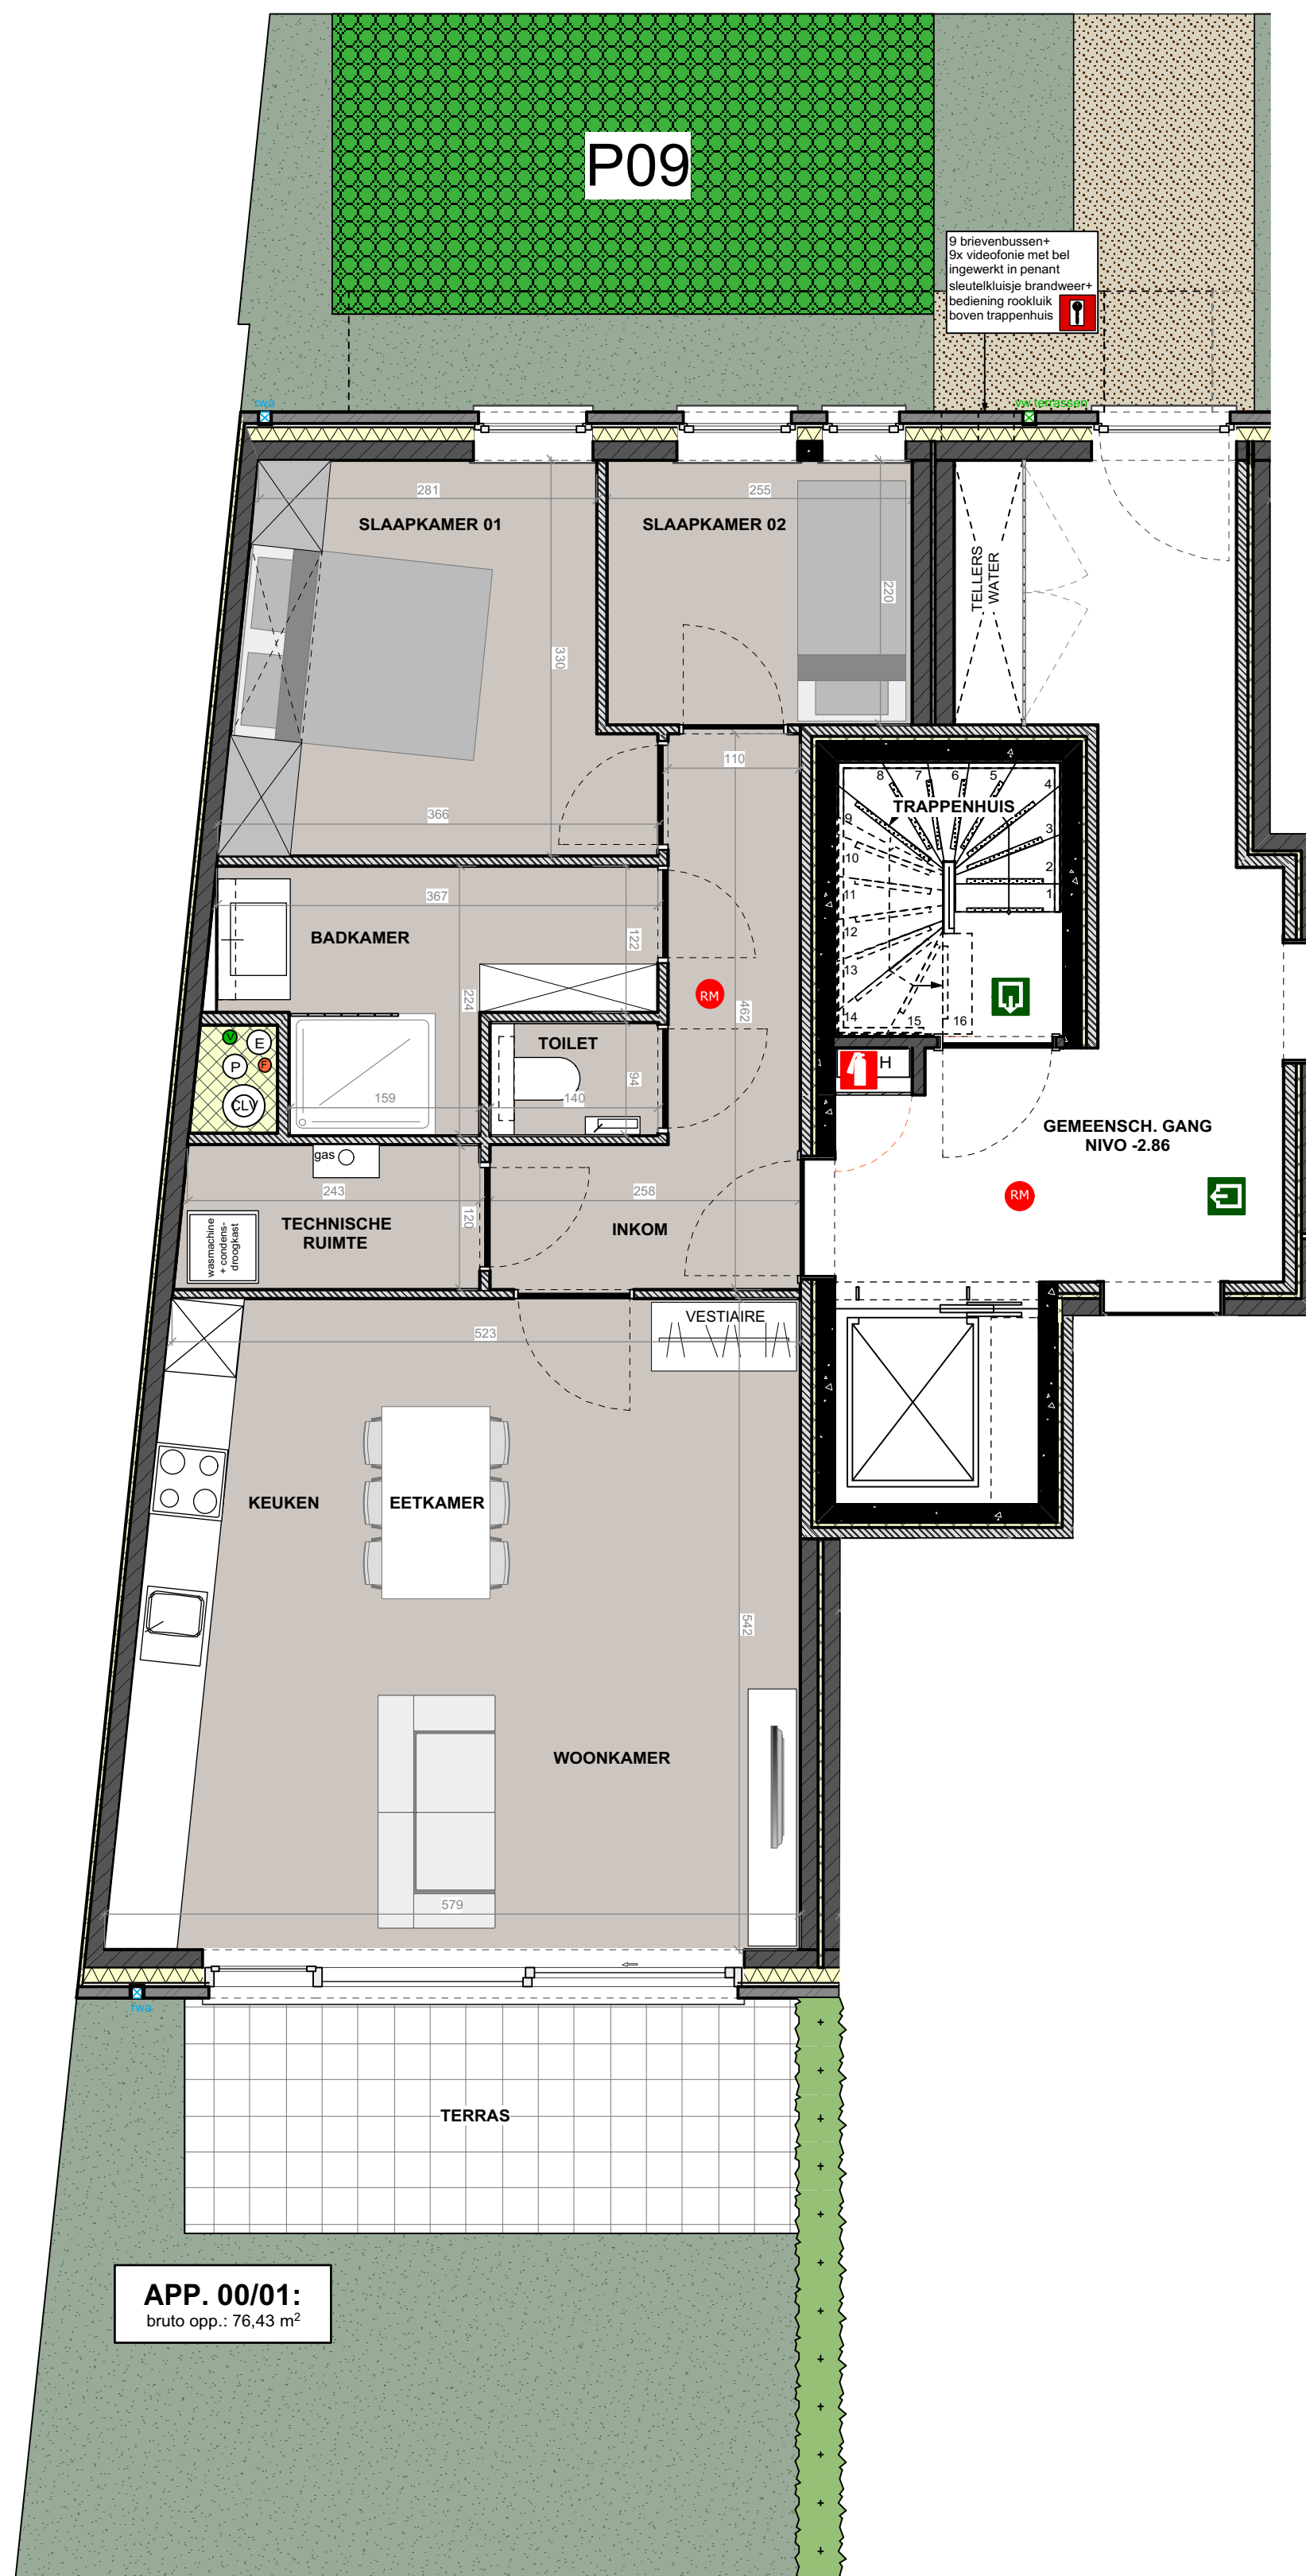 P09
9 brievenbussen+
9x videofonie met bel
ingewerkt in penant
sleutelkluisje brandweer+
bediening rookluik
boven trappenhuis
rwa
vw terrassen
281
255
SLAAPKAMER 01
SLAAPKAMER 02
TELLERS
WATER
220
330
110
8
7
6
5
4
TRAPPENHUIS
366
9
3
10
2
367
11
1
BADKAMER
122
12
13
224
RM
462
14
15
16
V
E
TOILET
P
F
H
94
CLV
159
140
GEMEENSCH. GANG
NIVO -2.86
gas
243
258
RM
120
TECHNISCHE
RUIMTE
INKOM
wasmachine
+ condens-
droogkast
VESTIAIRE
523
KEUKEN
EETKAMER
542
WOONKAMER
579
rwa
TERRAS
APP. 00/01:
bruto opp.: 76,43 m²